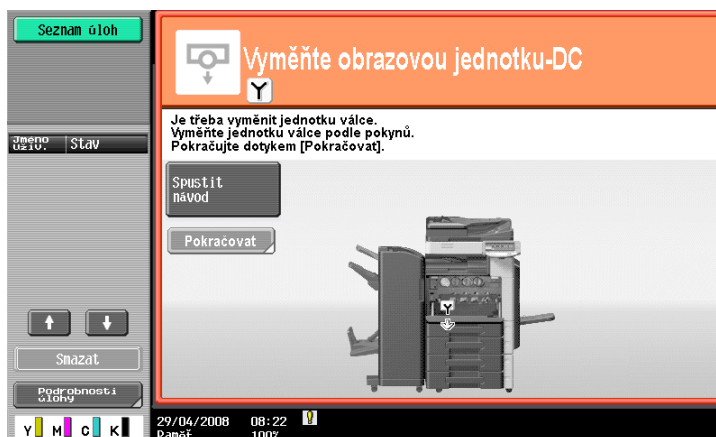 Seznam úloh
Vyměňte obrazovou jednotku-DC
Y
Je třeba vyměnit jednotku válce.
Vyměňte jednotku válce podle pokynů.
Pokračujte dotykem [Pokračovat].
Jméno uživ.
Stav
Spustit
návod
Pokračovat
Y
Smazat
Podrobnosti
úlohy
Y M C K
29/04/2008 08:22
Paměť 100%